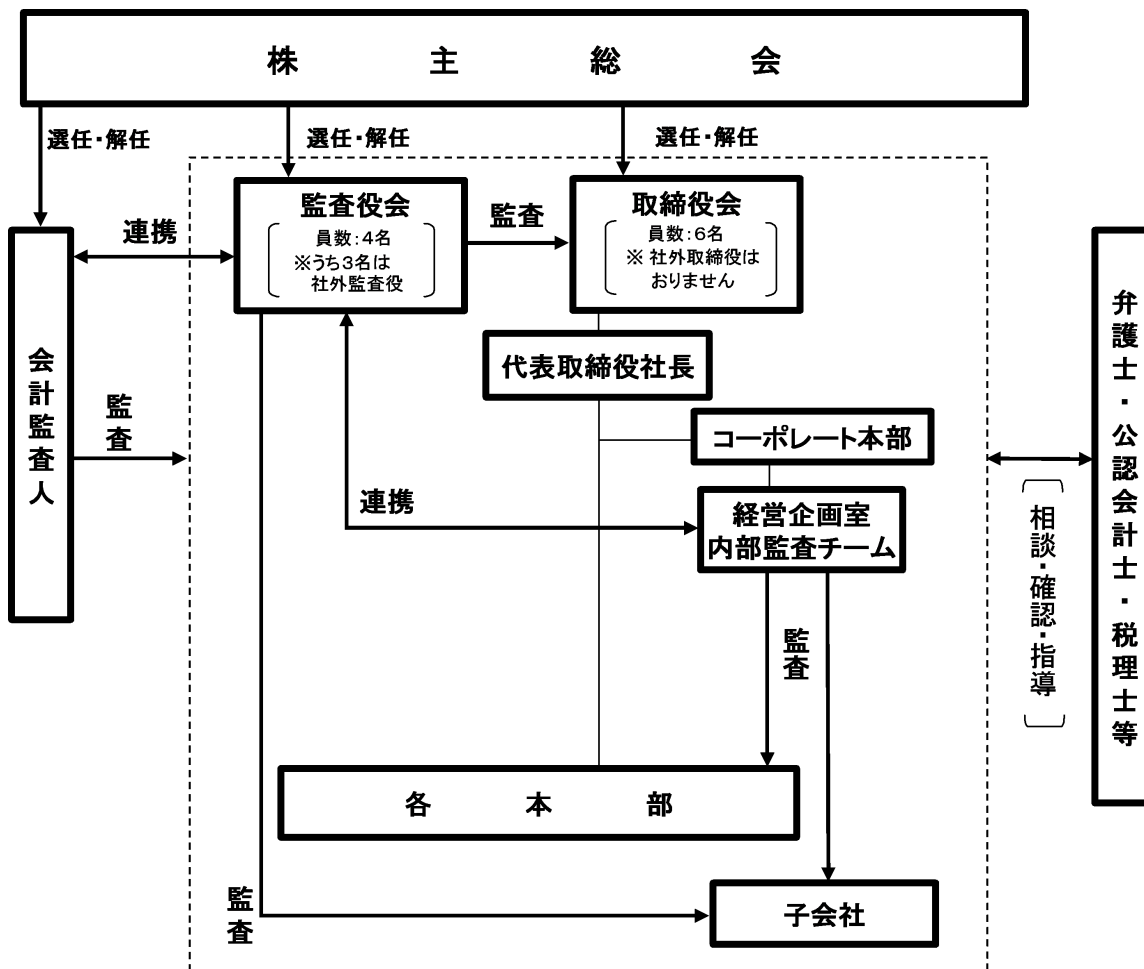 株主総会
選任・解任
選任・解任
選任・解任
監査役会
員数：4名
※うち3名は
社外監査役
監査
取締役会
員数：6名
※ 社外取締役は
おりません
連携
会計監査人
監査
代表取締役社長
コーポレート本部
連携
経営企画室
内部監査チーム
監査
各本部
監査
子会社
相談・確認・指導
弁護士・公認会計士・税理士等